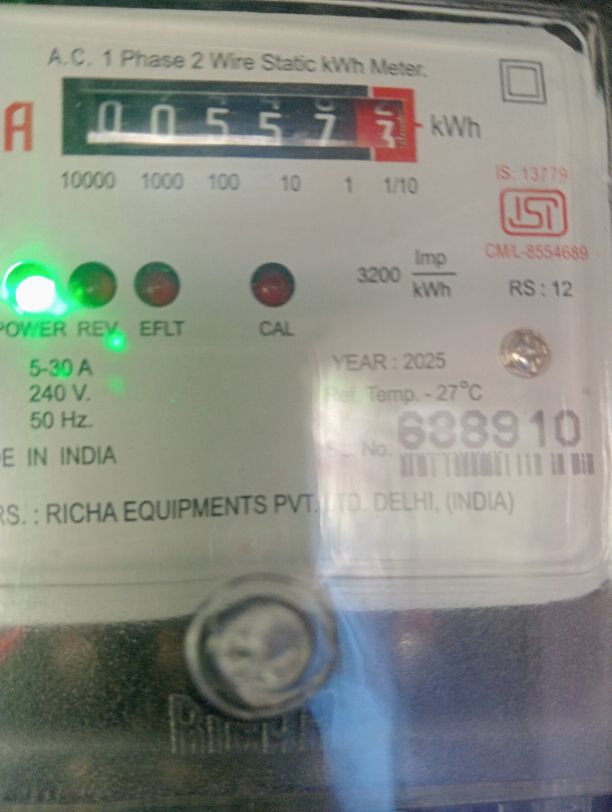 A.C. 1 Phase 2 Wire Static kWh Meter.
A
005573 kWh
10000 1000 100 10 1 1/10
IS: 13779
ISI
CM/L-8554689
3200 Imp/kWh
RS : 12
POWER REV EFLT CAL
5-30 A
240 V.
50 Hz.
YEAR : 2025
Ref. Temp. - 27°C
No. 688910
E IN INDIA
RS. : RICHA EQUIPMENTS PVT. LTD. DELHI, (INDIA)
RICHA